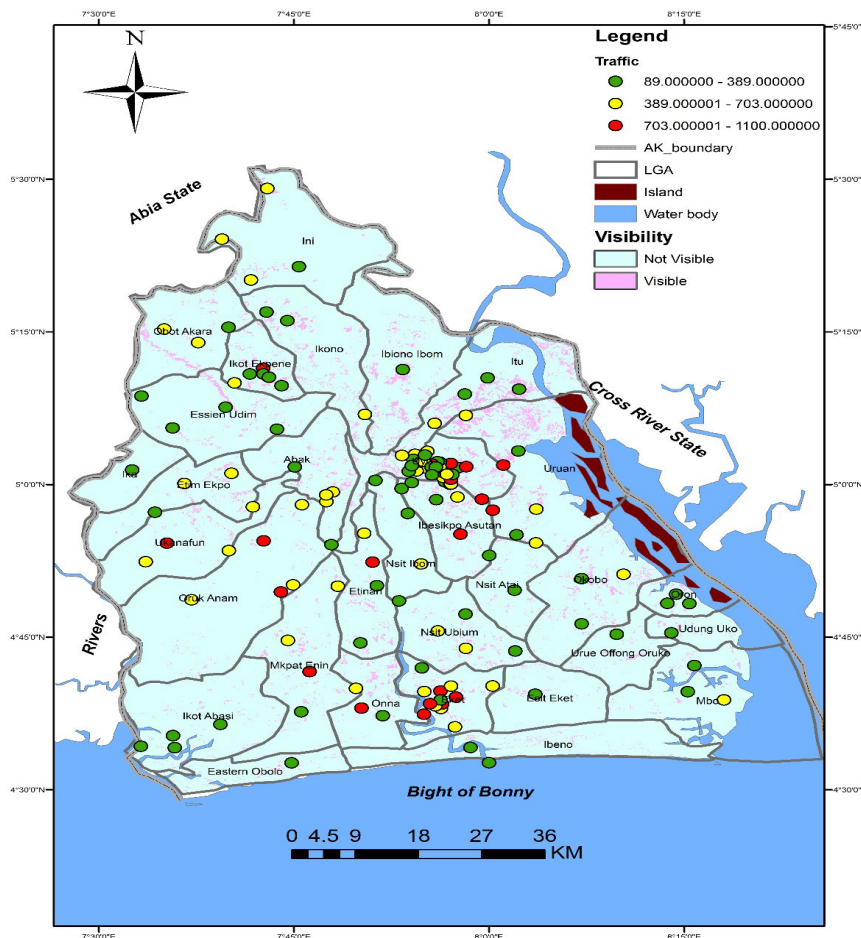 7°30'0"E 7°45'0"E 8°0'0"E 8°15'0"E
5°45'0"
N
Legend
Traffic
89.000000 - 389.000000
389.000001 - 703.000000
703.000001 - 1100.000000
AK_boundary
LGA
Island
Water body
Visibility
Not Visible
Visible
5°30'0"N 5°30'0"
Abia State
Ini
5°15'0"N 5°15'0"
Obot Akara
Ikono
Ibiono Ibom
Itu
Ikot Ekpene
Cross River State
Essien Udim
Abak
Uruan
Ika
Etim Ekpo
5°0'0"N 5°0'0"N
Ibesikpo Asutan
Ukanafun
Nsit Ibom
Nsit Atai
Okobo
Etinan
Oruk Anam
Oron
Rivers
4°45'0"N 4°45'0"N
Nsit Ubium
Udung Uko
Urue Offong Oruko
Mkpat Enin
Onna
Esit Eket
Mbo
Ikot Abasi
Ibeno
Eastern Obolo
4°30'0"N 4°30'0"
Bight of Bonny
0 4.5 9 18 27 36
KM
7°30'0"E 7°45'0"E 8°0'0"E 8°15'0"E